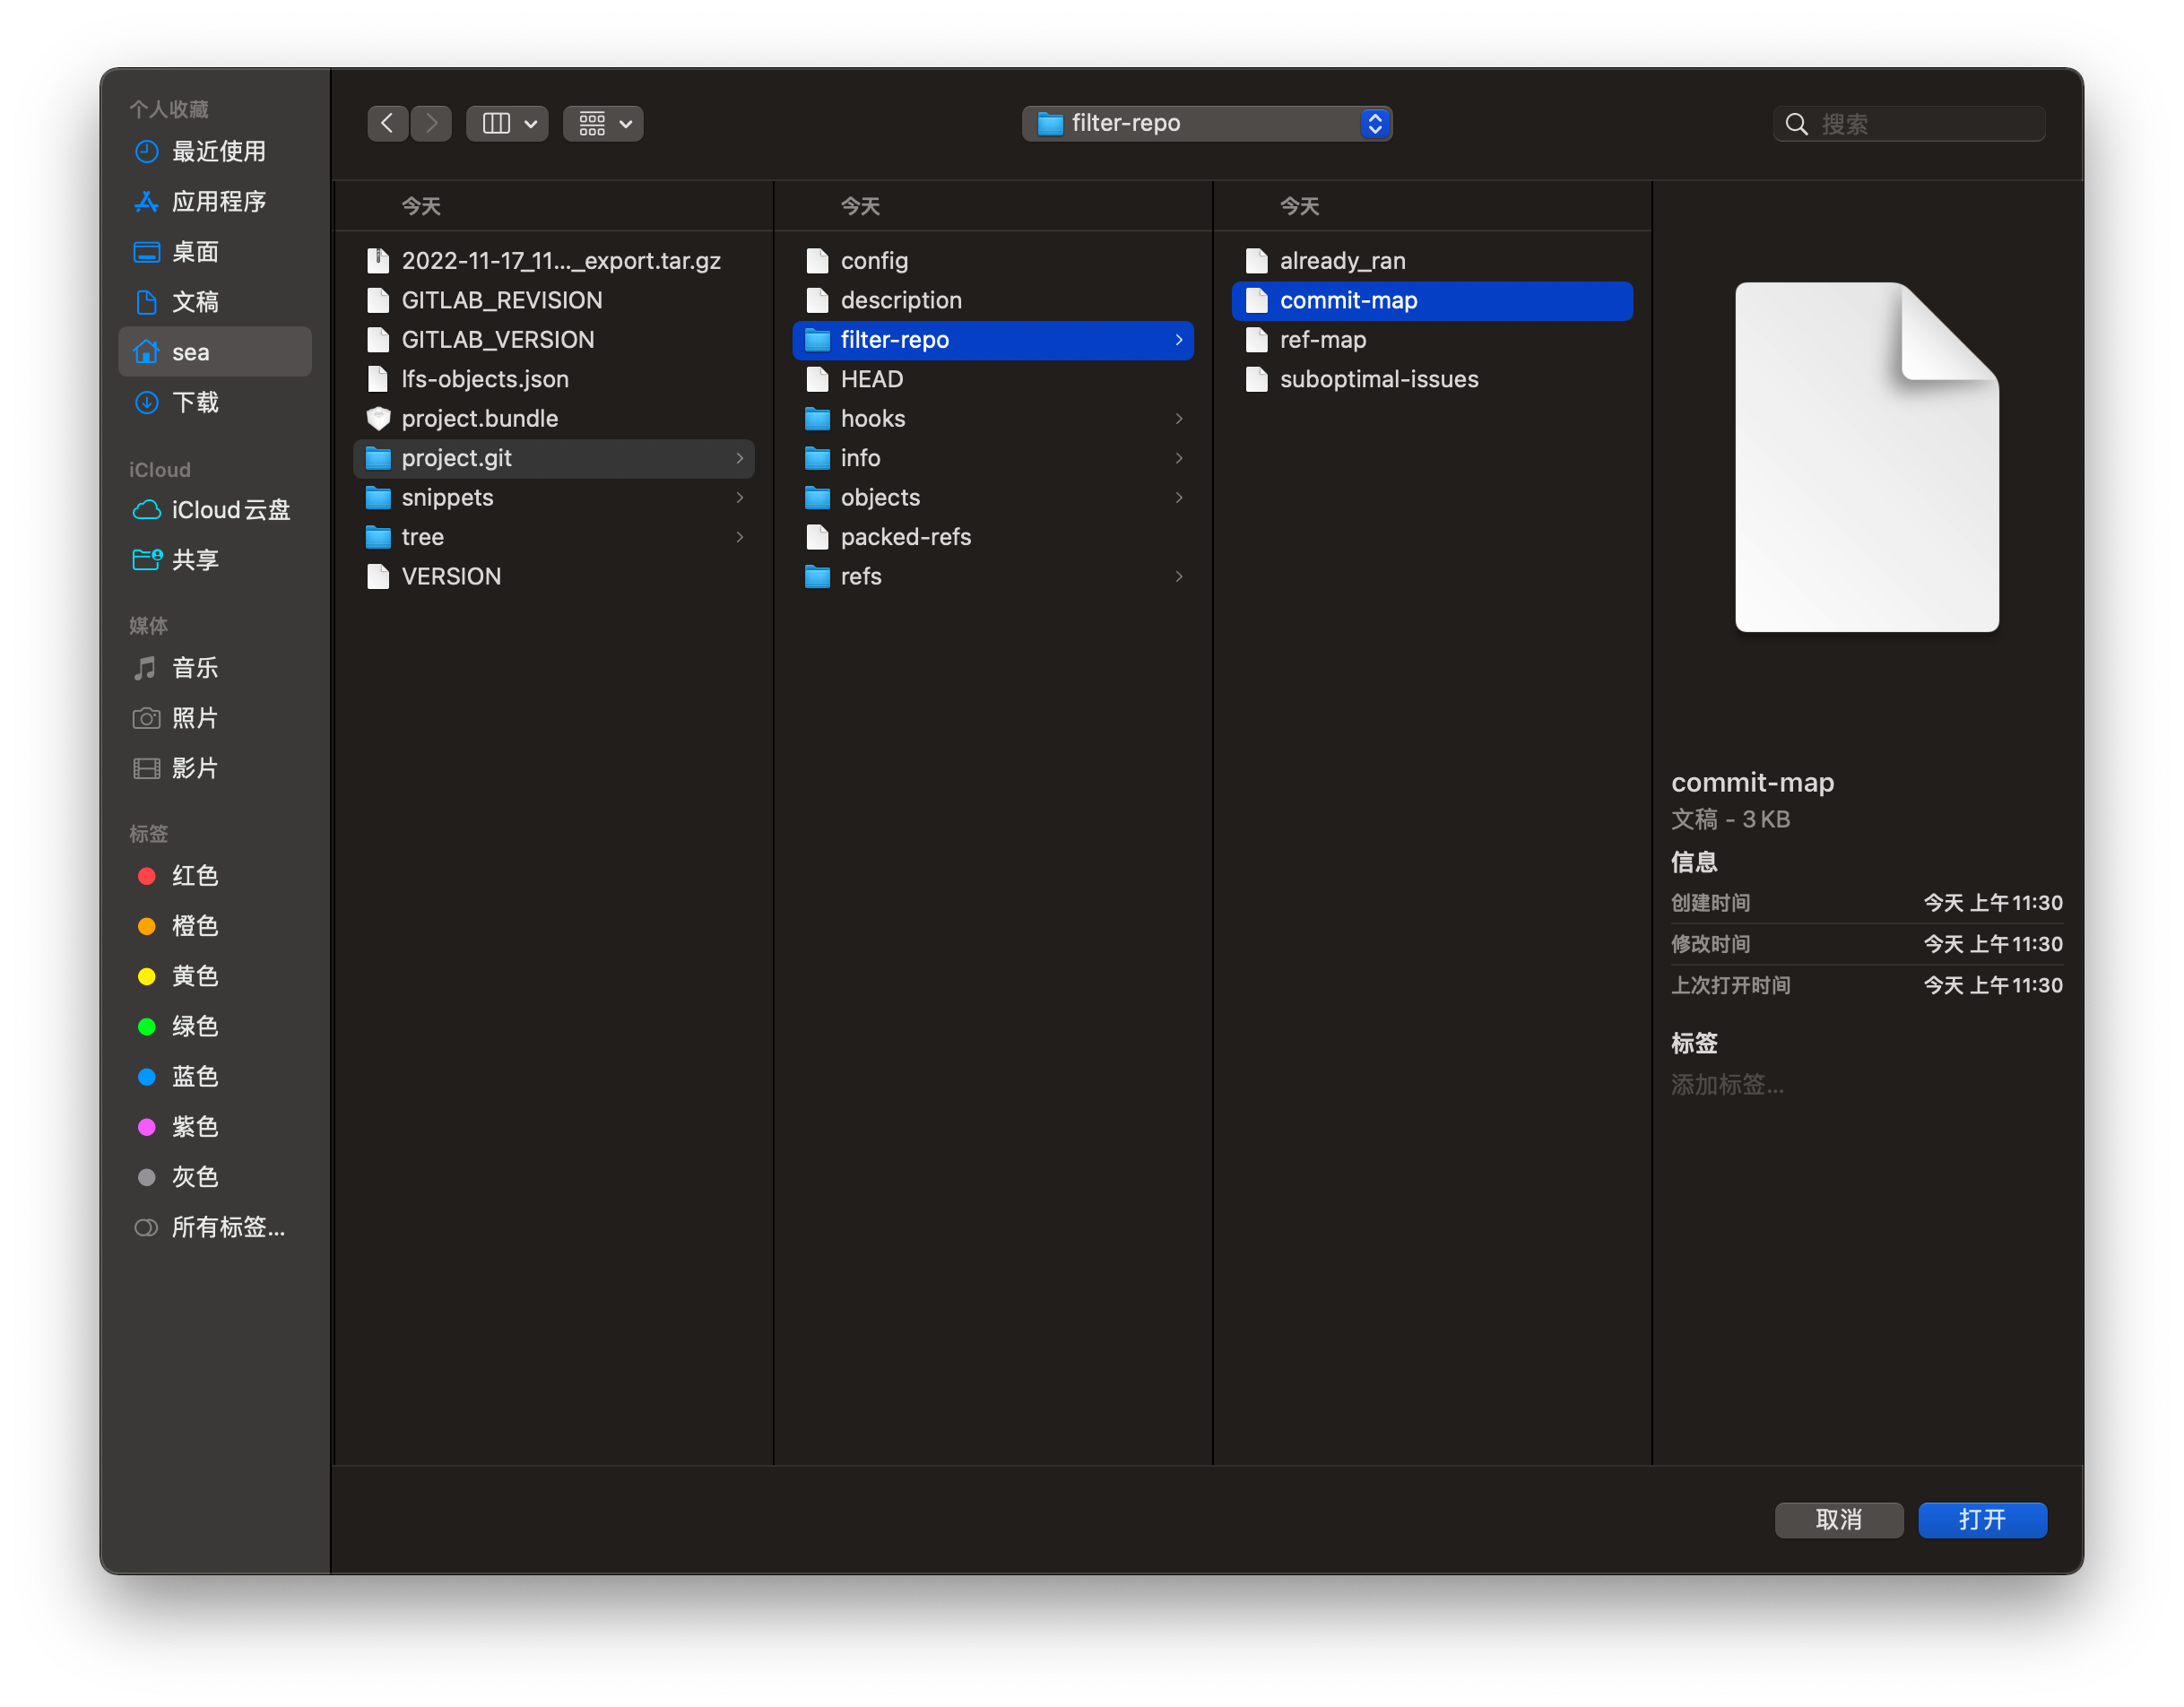 个人收藏
最近使用
应用程序
桌面
文稿
sea
下载
iCloud
iCloud云盘
共享
媒体
音乐
照片
影片
标签
红色
橙色
黄色
绿色
蓝色
紫色
灰色
所有标签...
filter-repo
搜索
今天
2022-11-17_11..._export.tar.gz
GITLAB_REVISION
GITLAB_VERSION
lfs-objects.json
project.bundle
project.git
snippets
tree
VERSION
今天
config
description
filter-repo
HEAD
hooks
info
objects
packed-refs
refs
今天
already_ran
commit-map
ref-map
suboptimal-issues
commit-map
文稿 - 3 KB
信息
创建时间 今天 上午11:30
修改时间 今天 上午11:30
上次打开时间 今天 上午11:30
标签
添加标签...
取消 打开